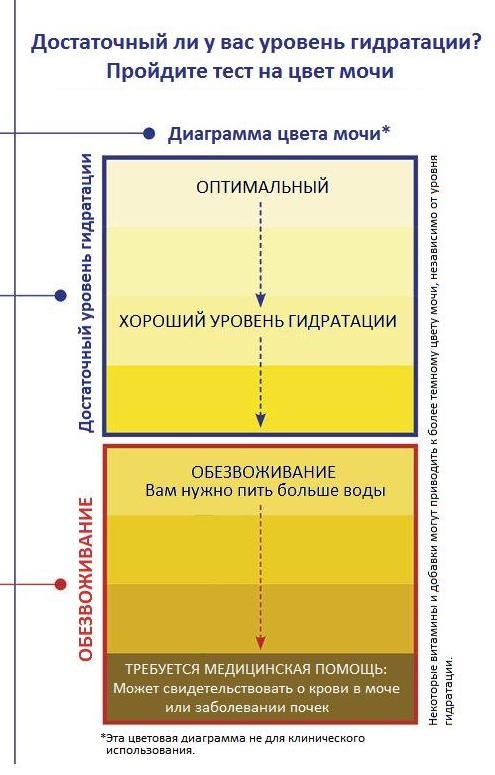 Достаточный ли у вас уровень гидратации?
Пройдите тест на цвет мочи
Диаграмма цвета мочи*
Достаточный уровень гидратации
ОПТИМАЛЬНЫЙ
ХОРОШИЙ УРОВЕНЬ ГИДРАТАЦИИ
ОБЕЗВОЖИВАНИЕ
ОБЕЗВОЖИВАНИЕ
Вам нужно пить больше воды
ТРЕБУЕТСЯ МЕДИЦИНСКАЯ ПОМОЩЬ:
Может свидетельствовать о крови в моче
или заболевании почек
Некоторые витамины и добавки могут приводить к более темному цвету мочи, независимо от уровня
гидратации.
*Эта цветовая диаграмма не для клинического
использования.